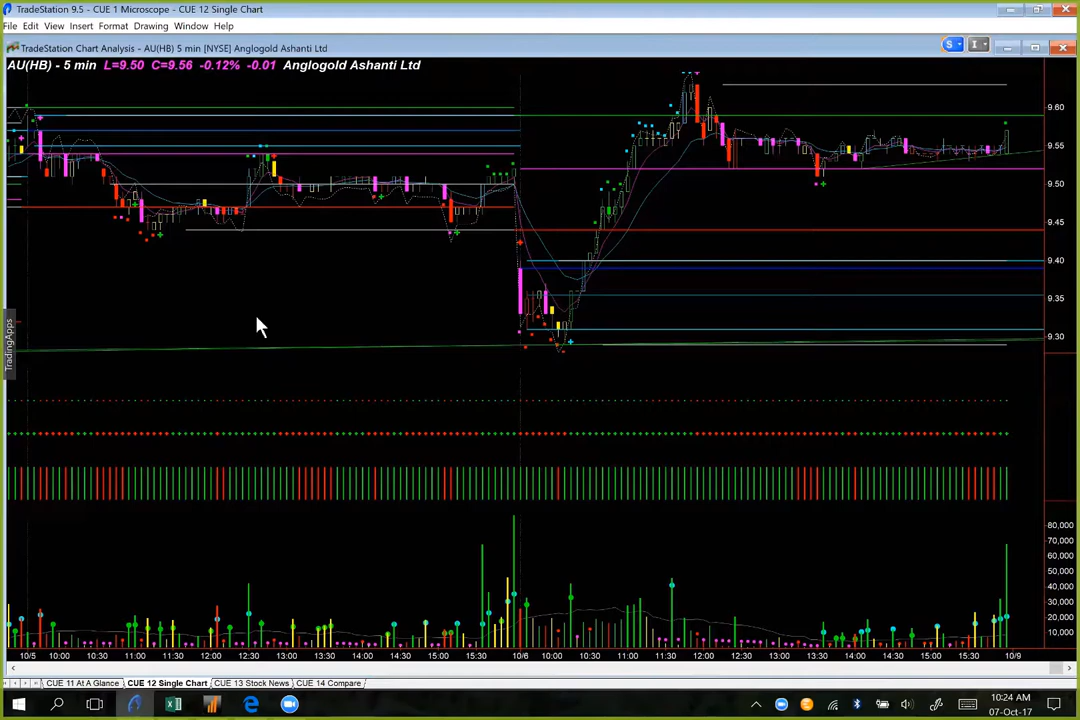 TradeStation 9.5 - CUE 1 Microscope - CUE 12 Single Chart
File Edit View Insert Format Drawing Window Help
TradeStation Chart Analysis - AU(HB) 5 min [NYSE] Anglogold Ashanti Ltd
S I
AU(HB) - 5 min L=9.50 C=9.56 -0.12% -0.01 Anglogold Ashanti Ltd
9.60
9.55
9.50
9.45
9.40
9.35
9.30
TradingApps
80,000
70,000
60,000
50,000
40,000
30,000
20,000
10,000
10/5 10:00 10:30 11:00 11:30 12:00 12:30 13:00 13:30 14:00 14:30 15:00 15:30 10/6 10:00 10:30 11:00 11:30 12:00 12:30 13:00 13:30 14:00 14:30 15:00 15:30 10/9
CUE 11 At A Glance CUE 12 Single Chart CUE 13 Stock News CUE 14 Compare
10:24 AM
07-Oct-17